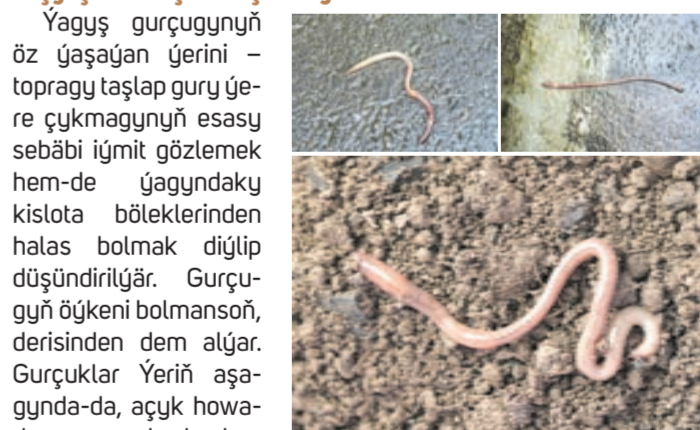 Ýagyş gurçugynyň
öz ýaşaýan ýerini –
topragy taşlap gury ýe-
re çykmagynyň esasy
sebäbi iýmit gözlemek
hem-de ýagyndaky
kislota böleklerinden
halas bolmak diýlip
düşündirilýär. Gurçu-
gyň öýkeni bolmansoň,
derisinden dem alýar.
Gurçuklar Ýeriň aşa-
gynda-da, açyk howa-